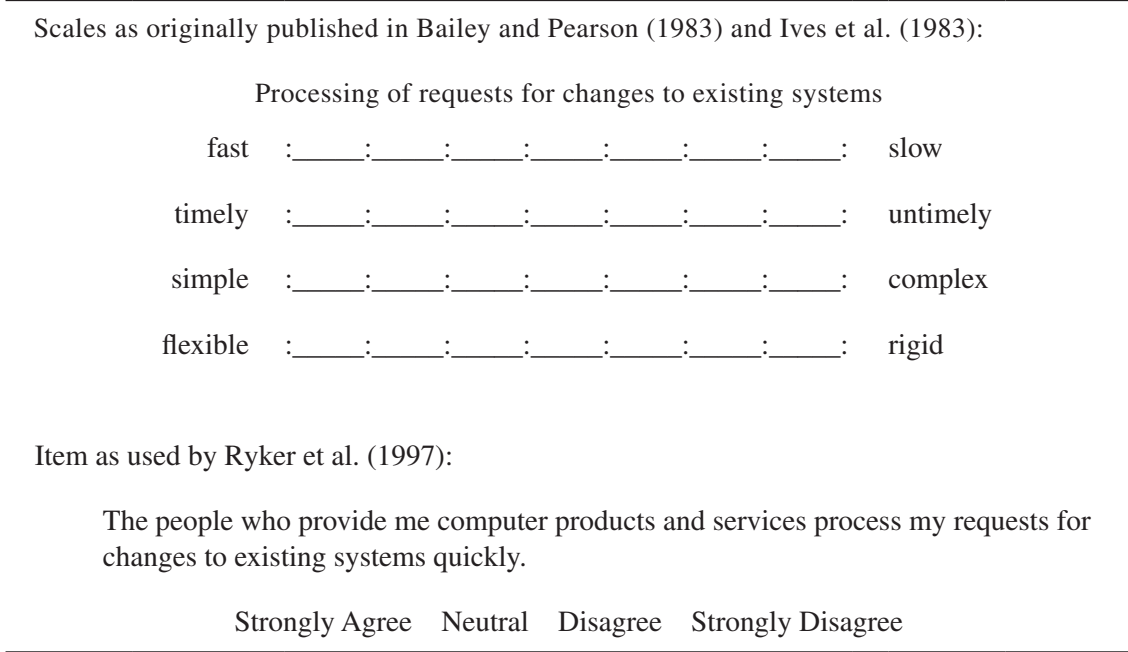 Scales as originally published in Bailey and Pearson (1983) and Ives et al. (1983):
Processing of requests for changes to existing systems
fast :_____:_____:_____:_____:_____:_____:_____: slow
timely :_____:_____:_____:_____:_____:_____:_____: untimely
simple :_____:_____:_____:_____:_____:_____:_____: complex
flexible :_____:_____:_____:_____:_____:_____:_____: rigid
Item as used by Ryker et al. (1997):
The people who provide me computer products and services process my requests for
changes to existing systems quickly.
Strongly Agree Neutral Disagree Strongly Disagree